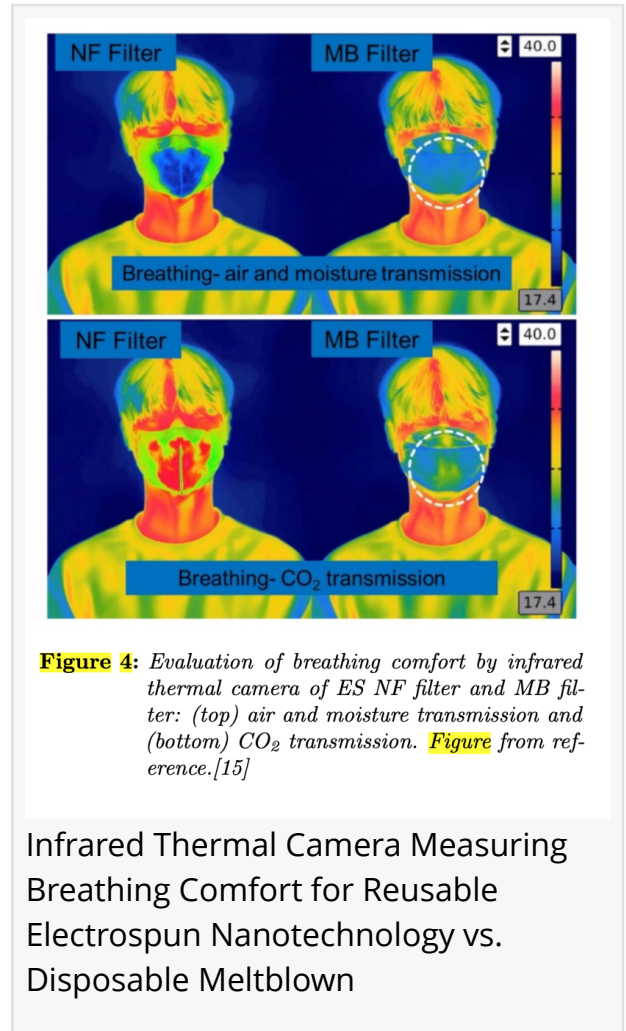 NF Filter
MB Filter
40.0
Breathing- air and moisture transmission
17.4
NF Filter
MB Filter
40.0
Breathing- CO₂ transmission
17.4
Figure 4: Evaluation of breathing comfort by infrared
thermal camera of ES NF filter and MB fil-
ter: (top) air and moisture transmission and
(bottom) CO₂ transmission. Figure from ref-
erence.[15]
Infrared Thermal Camera Measuring
Breathing Comfort for Reusable
Electrospun Nanotechnology vs.
Disposable Meltblown